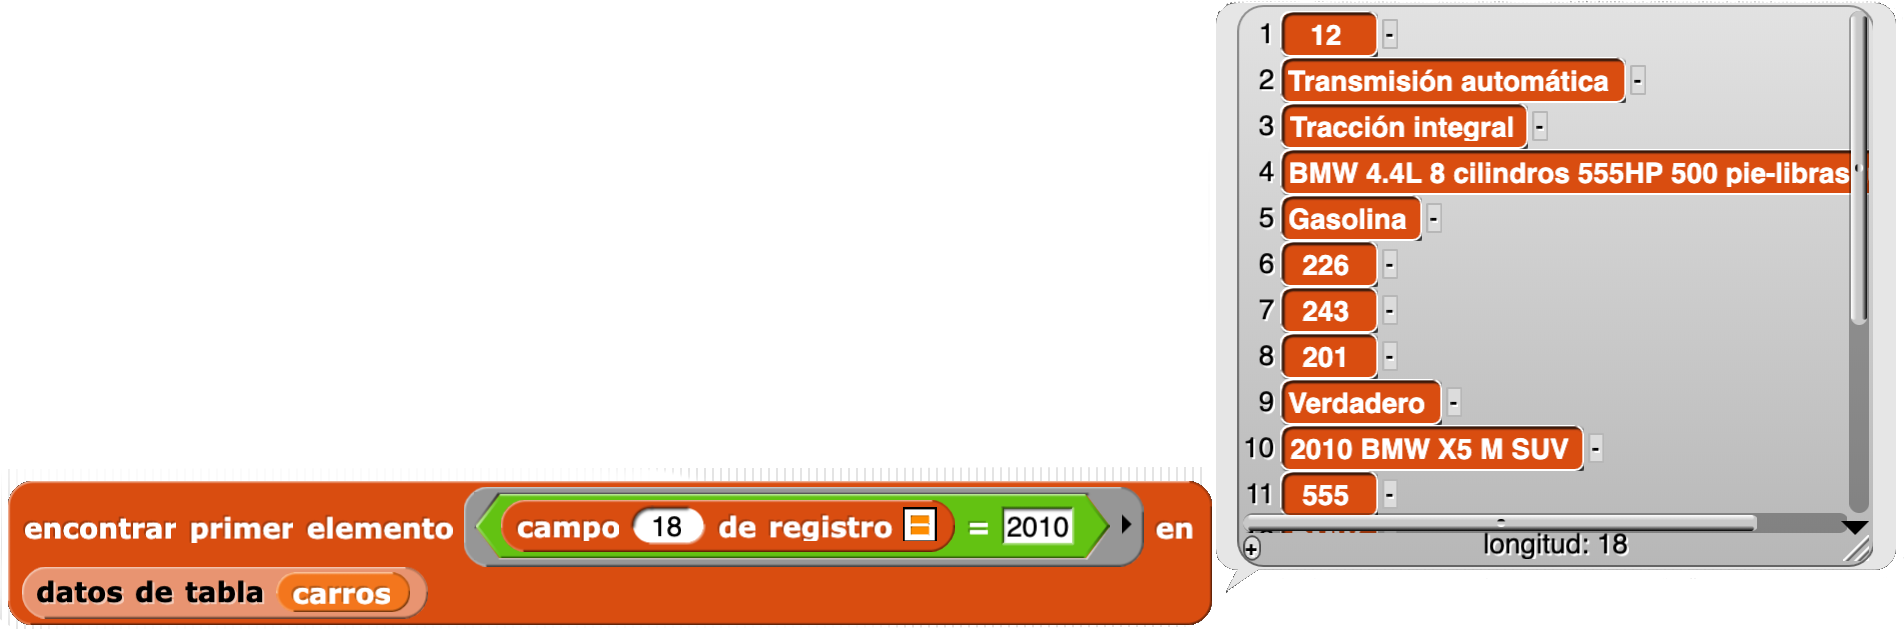 encontrar primer elemento campo 18 de registro = 2010 en
datos de tabla carros
1 12 -
2 Transmisión automática -
3 Tracción integral -
4 BMW 4.4L 8 cilindros 555HP 500 pie-libras
5 Gasolina -
6 226 -
7 243 -
8 201 -
9 Verdadero -
10 2010 BMW X5 M SUV -
11 555 -
longitud: 18